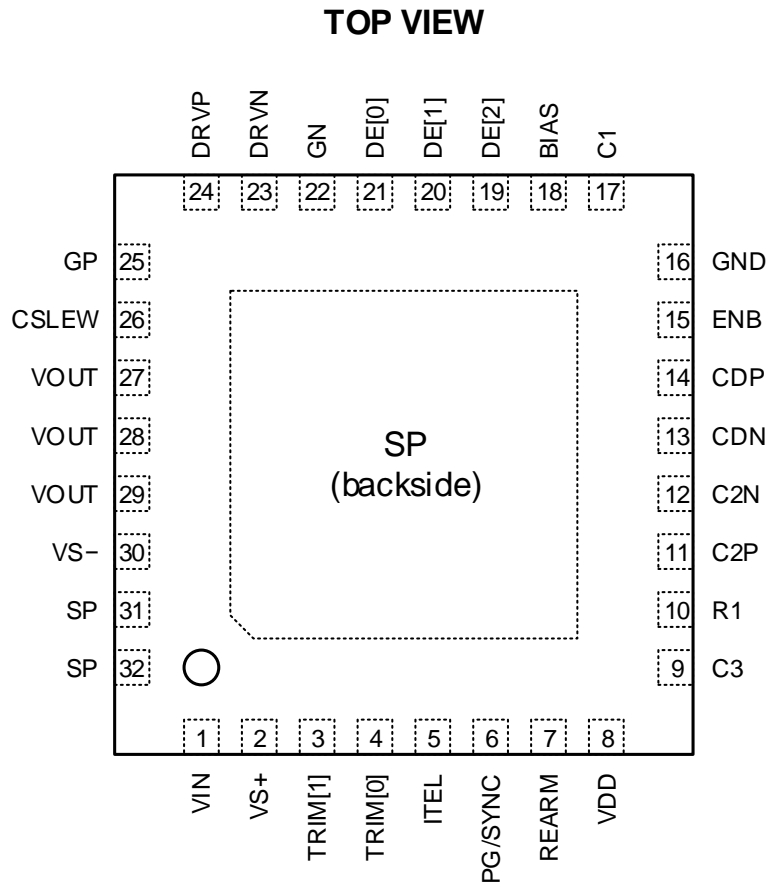 TOP VIEW
DRVP
DRVN
GN
DE[0]
DE[1]
DE[2]
BIAS
C1
24 23 22 21 20 19 18 17
GP 25 16 GND
CSLEW 26 15 ENB
VOUT 27 14 CDP
VOUT 28 13 CDN
VOUT 29 12 C2N
VS− 30 11 C2P
SP 31 10 R1
SP 32 9 C3
SP
(backside)
1 2 3 4 5 6 7 8
VIN
VS+
TRIM[1]
TRIM[0]
ITEL
PG/SYNC
REARM
VDD